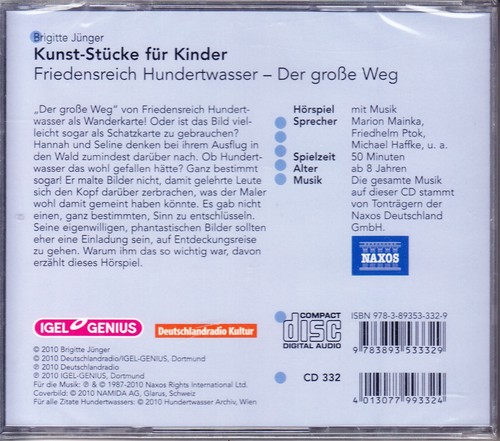 Brigitte Jünger
Kunst-Stücke für Kinder
Friedensreich Hundertwasser – Der große Weg
„Der große Weg" von Friedensreich Hundert-
wasser als Wanderkarte! Oder ist das Bild viel-
leicht sogar als Schatzkarte zu gebrauchen?
Hannah und Seline denken bei ihrem Ausflug in
den Wald zumindest darüber nach. Ob Hundert-
wasser das wohl gefallen hätte? Ganz bestimmt
sogar! Er malte Bilder nicht, damit gelehrte Leute
sich den Kopf darüber zerbrachen, was der Maler
wohl damit gemeint haben könnte. Es gab nicht
einen, ganz bestimmten, Sinn zu entschlüsseln.
Seine eigenwilligen, phantastischen Bilder sollten
eher eine Einladung sein, auf Entdeckungsreise
zu gehen. Warum ihm das so wichtig war, davon
erzählt dieses Hörspiel.
Hörspiel mit Musik
Sprecher Marion Mainka,
Friedhelm Ptok,
Michael Haffke, u.a.
Spielzeit 50 Minuten
Alter ab 8 Jahren
Musik Die gesamte Musik
auf dieser CD stammt
von Tonträgern der
Naxos Deutschland
GmbH.
NAXOS
IGEL GENIUS
Deutschlandradio Kultur
COMPACT
disc
DIGITAL AUDIO
ISBN 978-3-89353-332-9
9 783893 533329
© 2010 Brigitte Jünger
© 2010 Deutschlandradio/IGEL-GENIUS, Dortmund
℗ 2010 Deutschlandradio
℗ 2010 IGEL-GENIUS, Dortmund
Für die Musik: ℗ & © 1987-2010 Naxos Rights International Ltd.
Coverbild: © 2010 NAMIDA AG, Glarus, Schweiz
Für alle Zitate Hundertwassers: © 2010 Hundertwasser Archiv, Wien
CD 332
4 013077 993324